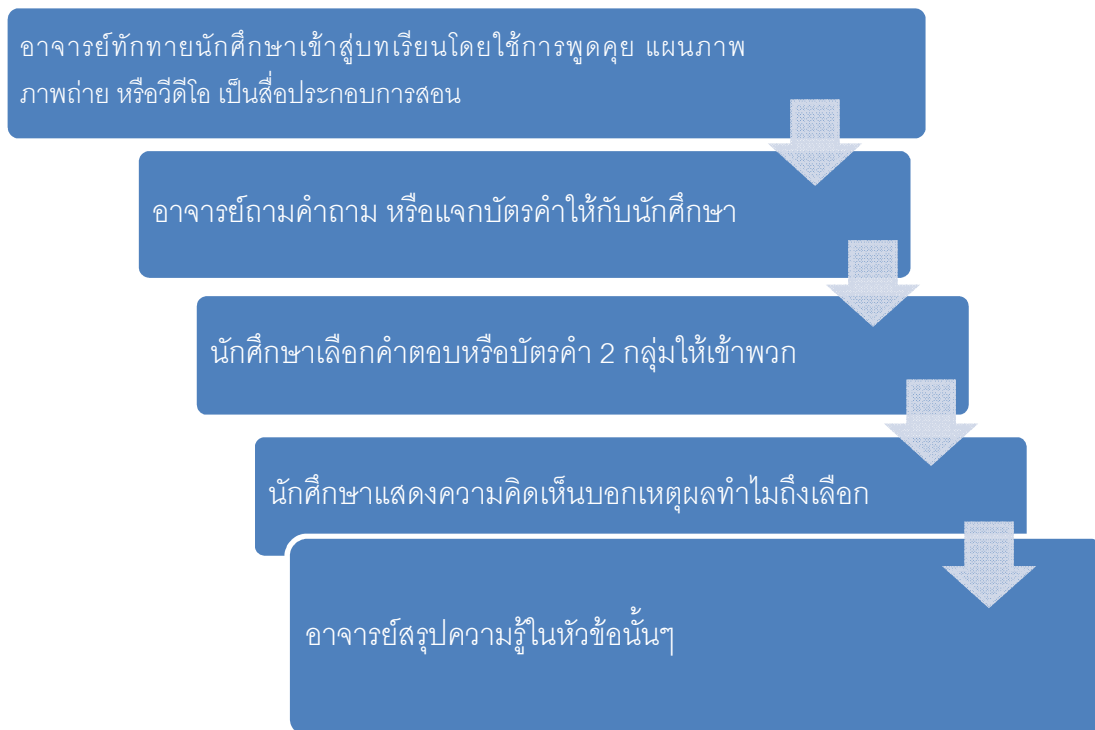 อาจารย์ทักทายนักศึกษาเข้าสู่บทเรียนโดยใช้การพูดคุย แผนภาพ
ภาพถ่าย หรือวีดีโอ เป็นสื่อประกอบการสอน
อาจารย์ถามคำถาม หรือแจกบัตรคำให้กับนักศึกษา
นักศึกษาเลือกคำตอบหรือบัตรคำ 2 กลุ่มให้เข้าพวก
นักศึกษาแสดงความคิดเห็นบอกเหตุผลทำไมถึงเลือก
อาจารย์สรุปความรู้ในหัวข้อนั้นๆ